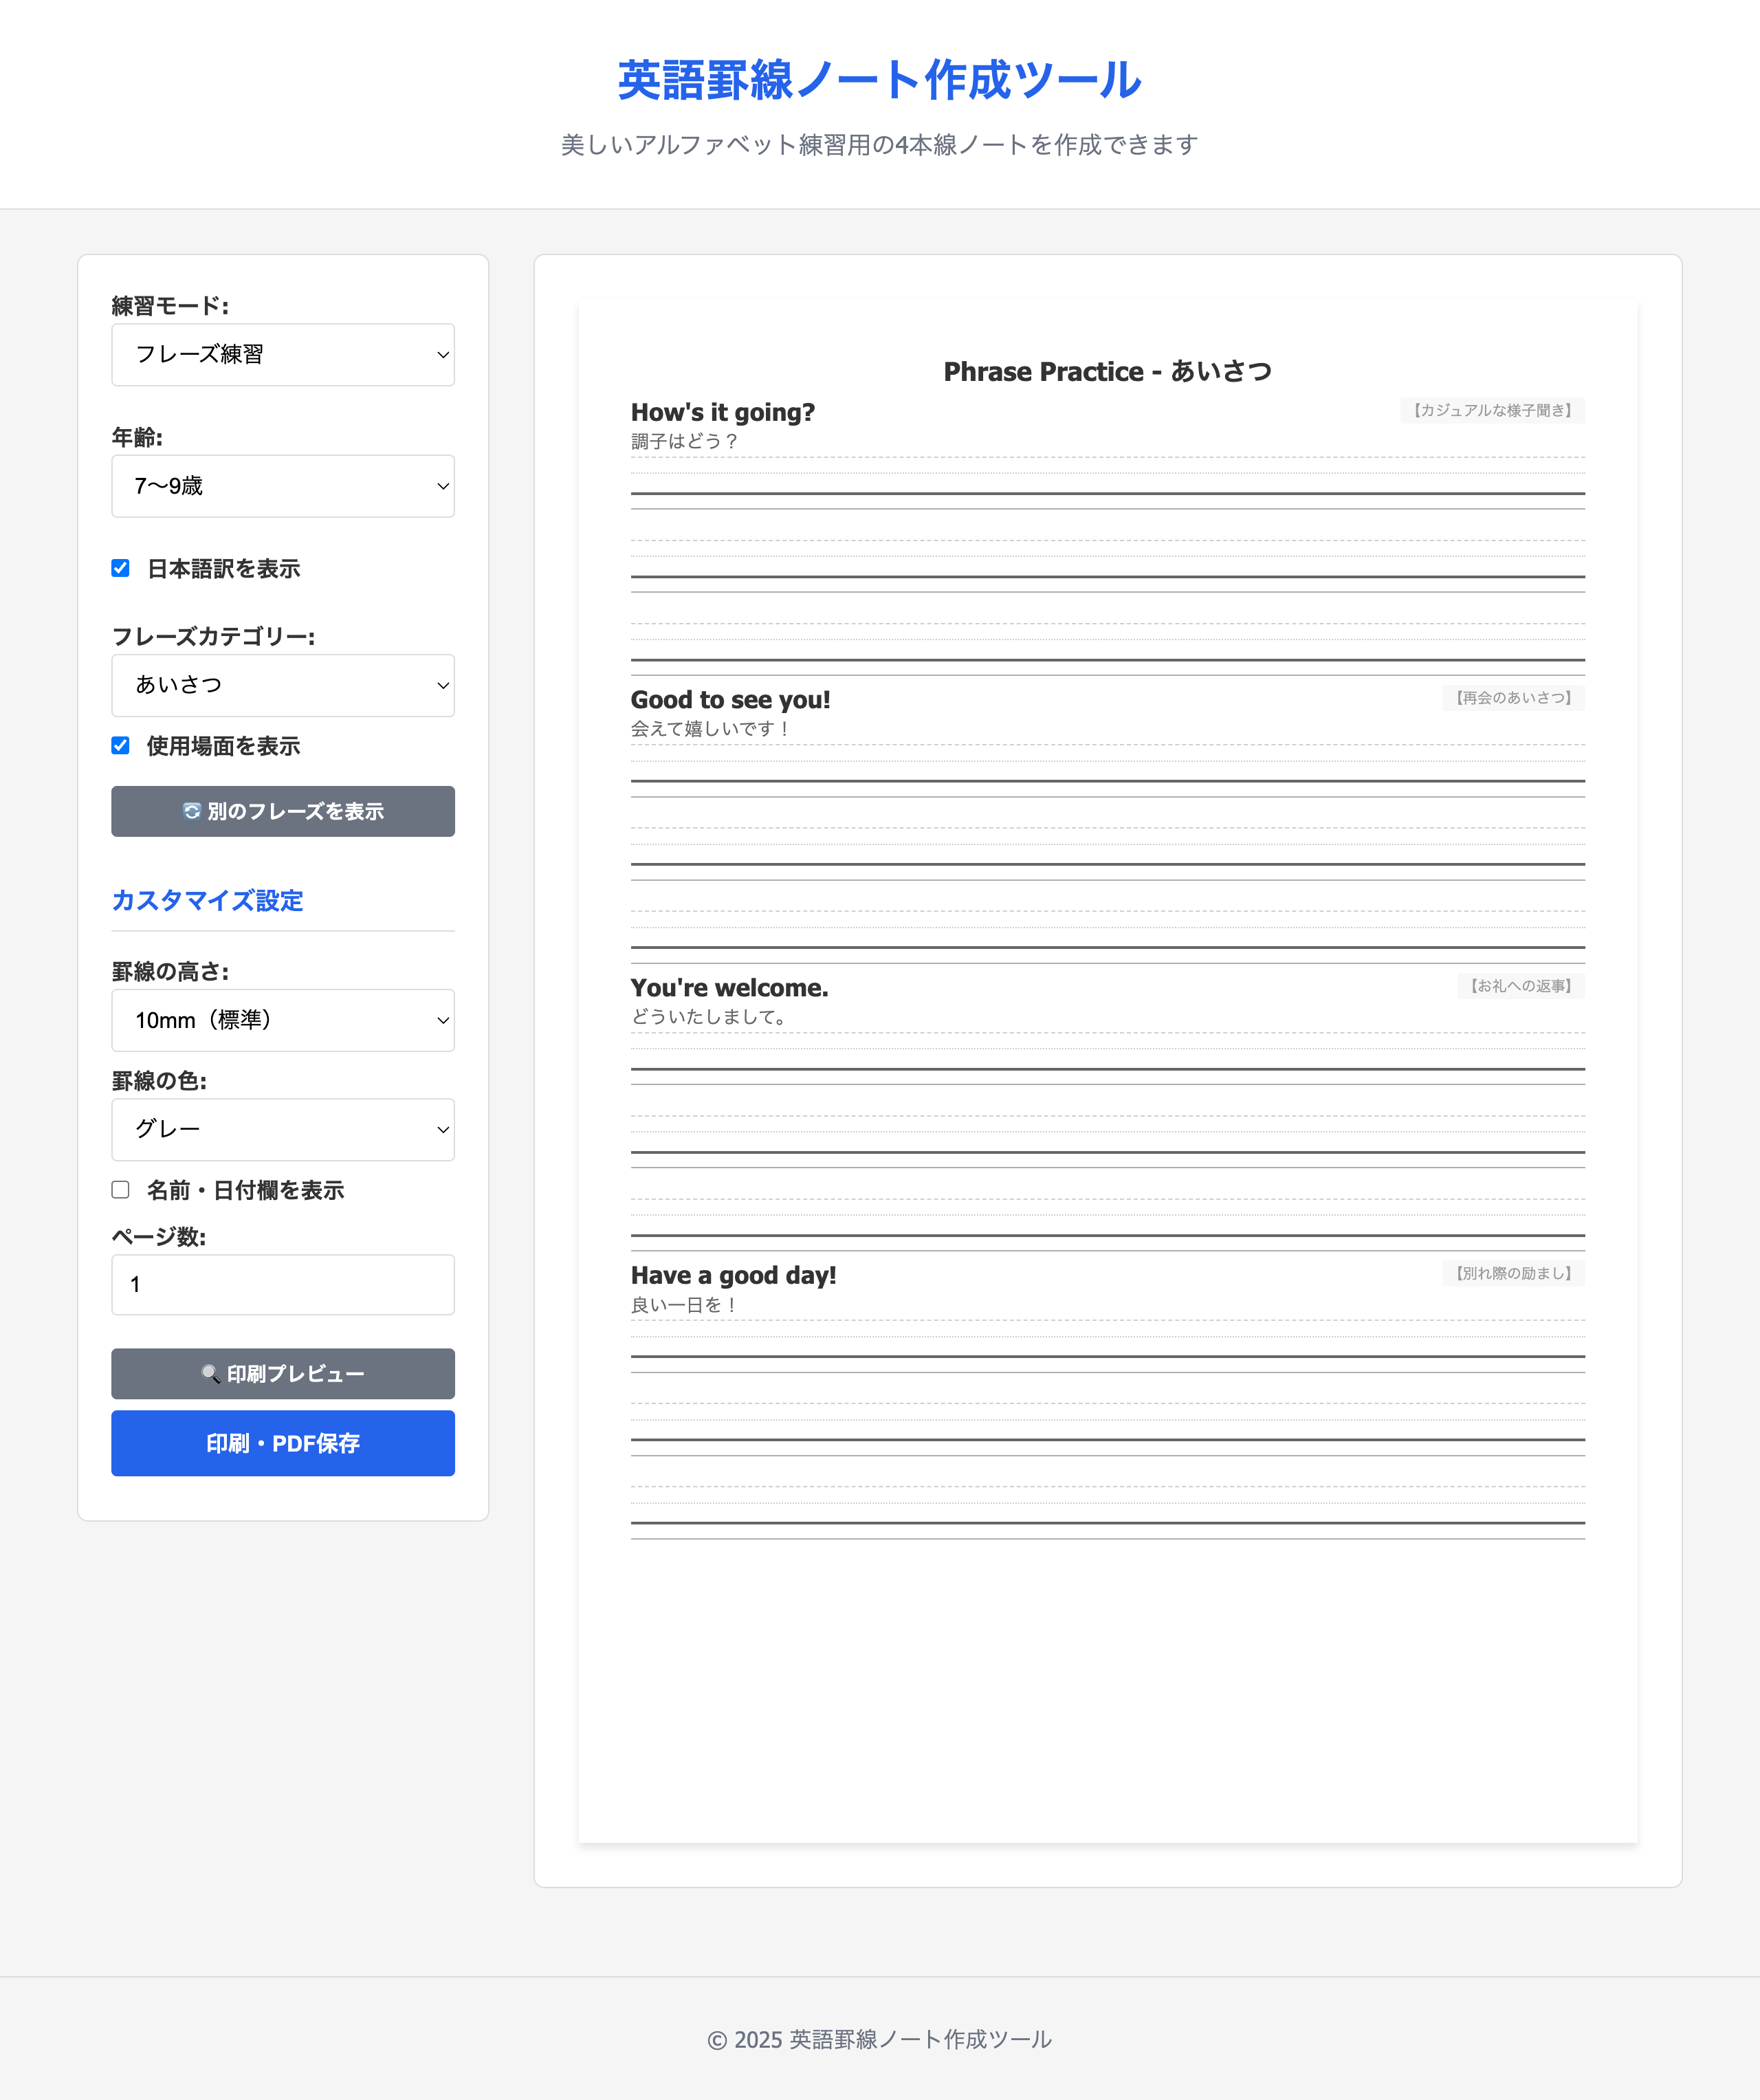 英語罫線ノート作成ツール
美しいアルファベット練習用の4本線ノートを作成できます
練習モード:
フレーズ練習
年齢:
7〜9歳
日本語訳を表示
フレーズカテゴリー:
あいさつ
使用場面を表示
🔄 別のフレーズを表示
カスタマイズ設定
罫線の高さ:
10mm（標準）
罫線の色:
グレー
名前・日付欄を表示
ページ数:
1
🔍 印刷プレビュー
印刷・PDF保存
Phrase Practice - あいさつ
How's it going? 【カジュアルな様子聞き】
調子はどう？
Good to see you! 【再会のあいさつ】
会えて嬉しいです！
You're welcome. 【お礼への返事】
どういたしまして。
Have a good day! 【別れ際の励まし】
良い一日を！
© 2025 英語罫線ノート作成ツール